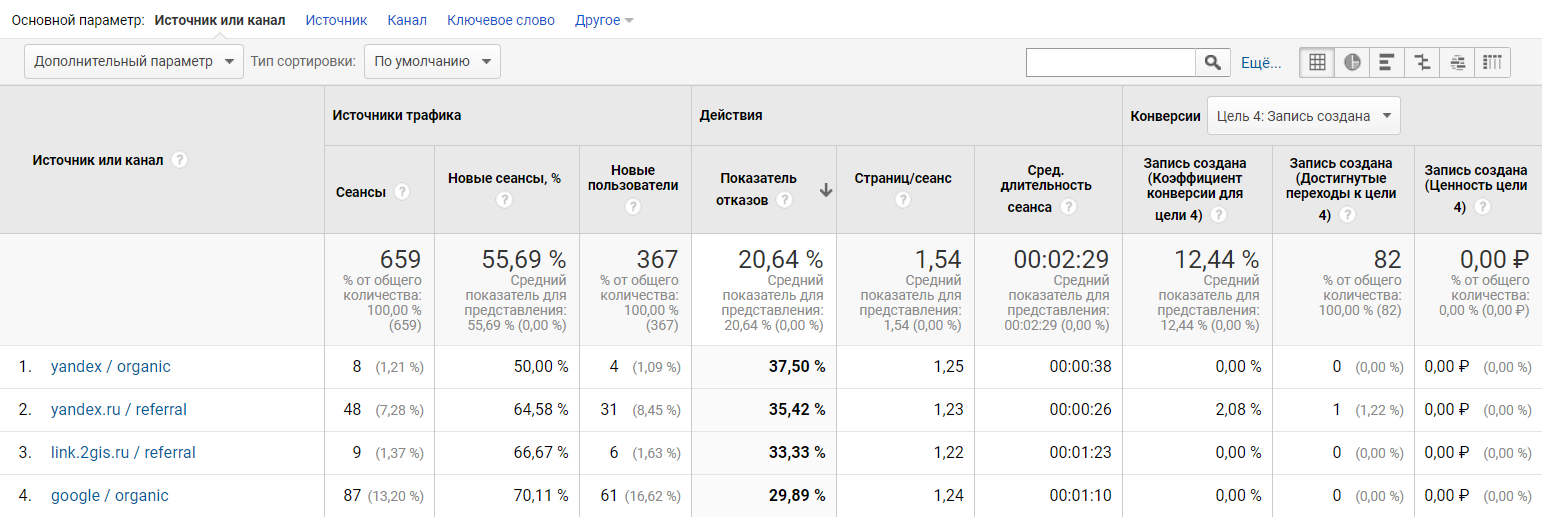 Основной параметр: Источник или канал Источник Канал Ключевое слово Другое
Дополнительный параметр Тип сортировки: По умолчанию Ещё...
Источник или канал ? Источники трафика Действия Конверсии Цель 4: Запись создана
Сеансы ? Новые сеансы, % ? Новые пользователи ? Показатель отказов ? Страниц/сеанс ? Сред. длительность сеанса ? Запись создана (Коэффициент конверсии для цели 4) ? Запись создана (Достигнутые переходы к цели 4) ? Запись создана (Ценность цели 4) ?
659 55,69 % 367 20,64 % 1,54 00:02:29 12,44 % 82 0,00 ₽
% от общего Средний % от общего Средний Средний Средний Средний % от общего % от общего
количества: показатель для количества: показатель для показатель для показатель для показатель для количества: количества:
100,00 % представления: 100,00 % представления: представления: представления: представления: 100,00 % (82) 0,00 % (0,00 ₽)
(659) 55,69 % (0,00 %) (367) 20,64 % (0,00 %) 1,54 (0,00 %) 00:02:29 (0,00 %) 12,44 % (0,00 %)
1. yandex / organic 8 (1,21 %) 50,00 % 4 (1,09 %) 37,50 % 1,25 00:00:38 0,00 % 0 (0,00 %) 0,00 ₽ (0,00 %)
2. yandex.ru / referral 48 (7,28 %) 64,58 % 31 (8,45 %) 35,42 % 1,23 00:00:26 2,08 % 1 (1,22 %) 0,00 ₽ (0,00 %)
3. link.2gis.ru / referral 9 (1,37 %) 66,67 % 6 (1,63 %) 33,33 % 1,22 00:01:23 0,00 % 0 (0,00 %) 0,00 ₽ (0,00 %)
4. google / organic 87 (13,20 %) 70,11 % 61 (16,62 %) 29,89 % 1,24 00:01:10 0,00 % 0 (0,00 %) 0,00 ₽ (0,00 %)